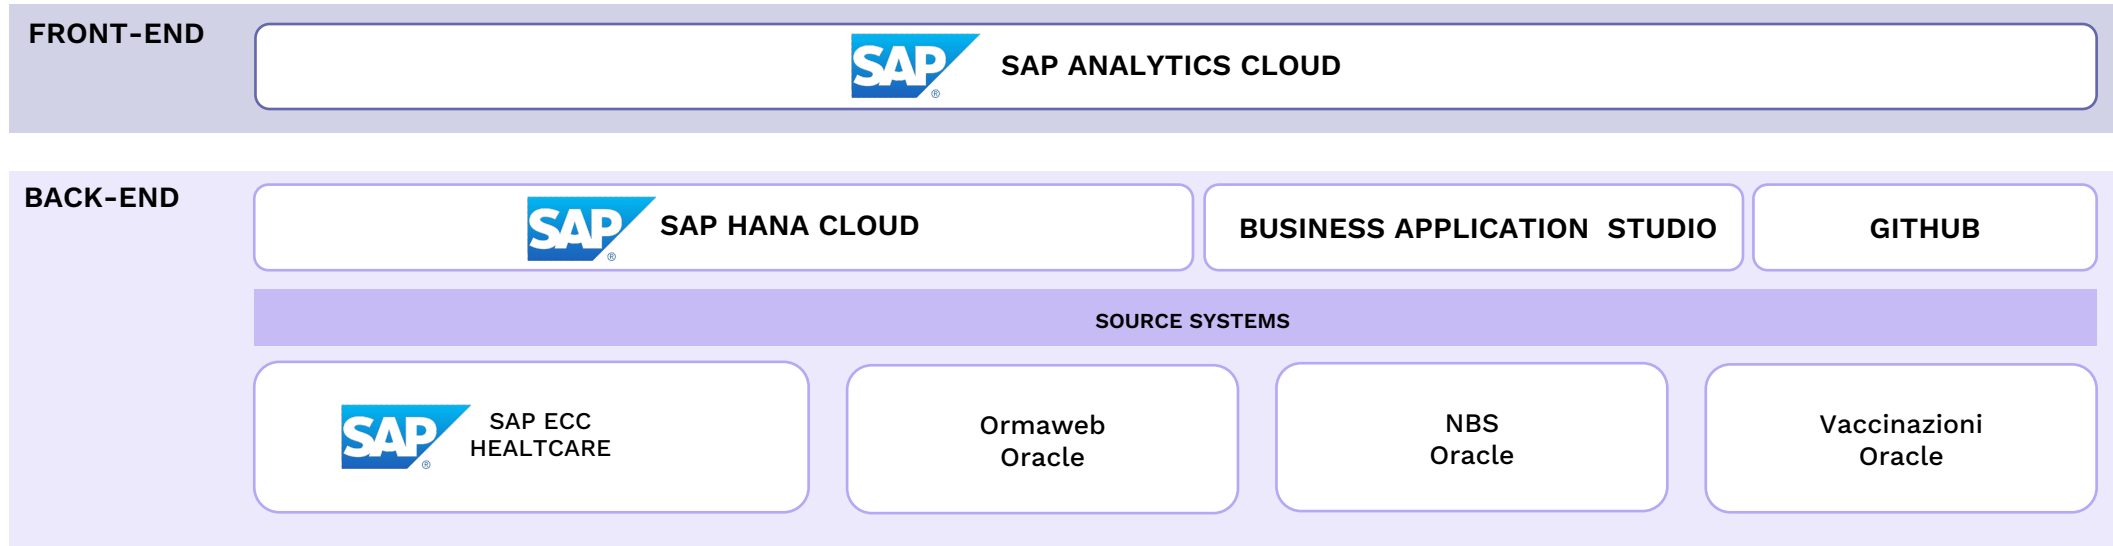 FRONT-END
SAP ® SAP ANALYTICS CLOUD
BACK-END
SAP ® SAP HANA CLOUD
BUSINESS APPLICATION STUDIO
GITHUB
SOURCE SYSTEMS
SAP ®
SAP ECC
HEALTCARE
Ormaweb
Oracle
NBS
Oracle
Vaccinazioni
Oracle